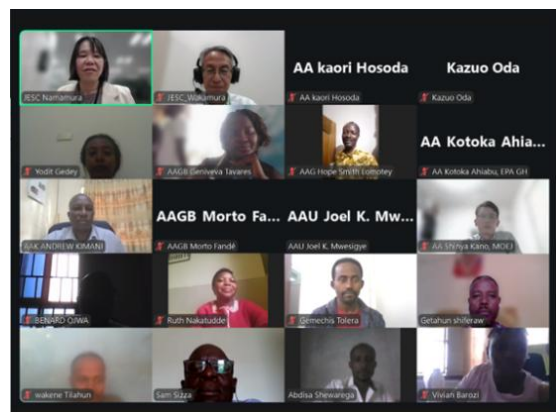 JESC Namamura
JESC_Wakamura
AA kaori Hosoda
AA kaori Hosoda
Kazuo Oda
Kazuo Oda
Yodit Gedey
AAGB Geniveva Tavares
AAG Hope Smith Lomotey
AA Kotoka Ahia...
AA Kotoka Ahiabu, EPA GH
AAK ANDREW KIMANI
AAGB Morto Fa...
AAGB Morto Fandé
AAU Joel K. Mw...
AAU Joel K. Mwesigye
AA Shinya Kano, MOEJ
BENARD OJWA
Ruth Nakatudde
Gemechis Tolera
Getahun shiferaw
wakene Tilahun
Sam Sizza
Abdisa Shewarega
Vivian Barozi